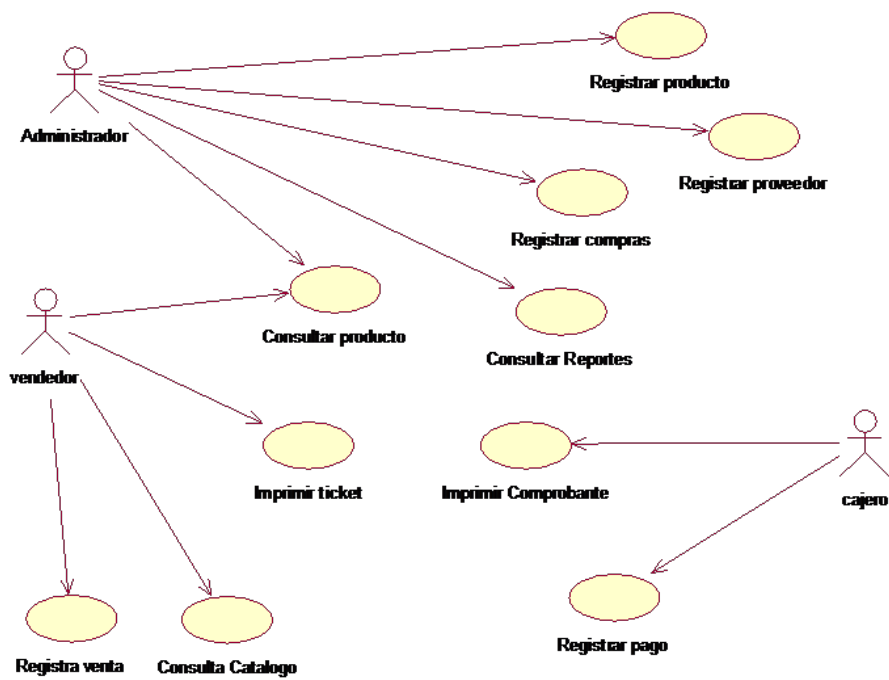 Registrar producto
Administrador
Registrar proveedor
Registrar compras
Consultar producto
Consultar Reportes
vendedor
Imprimir ticket
Imprimir Comprobante
cajero
Registrar pago
Registra venta
Consulta Catalogo